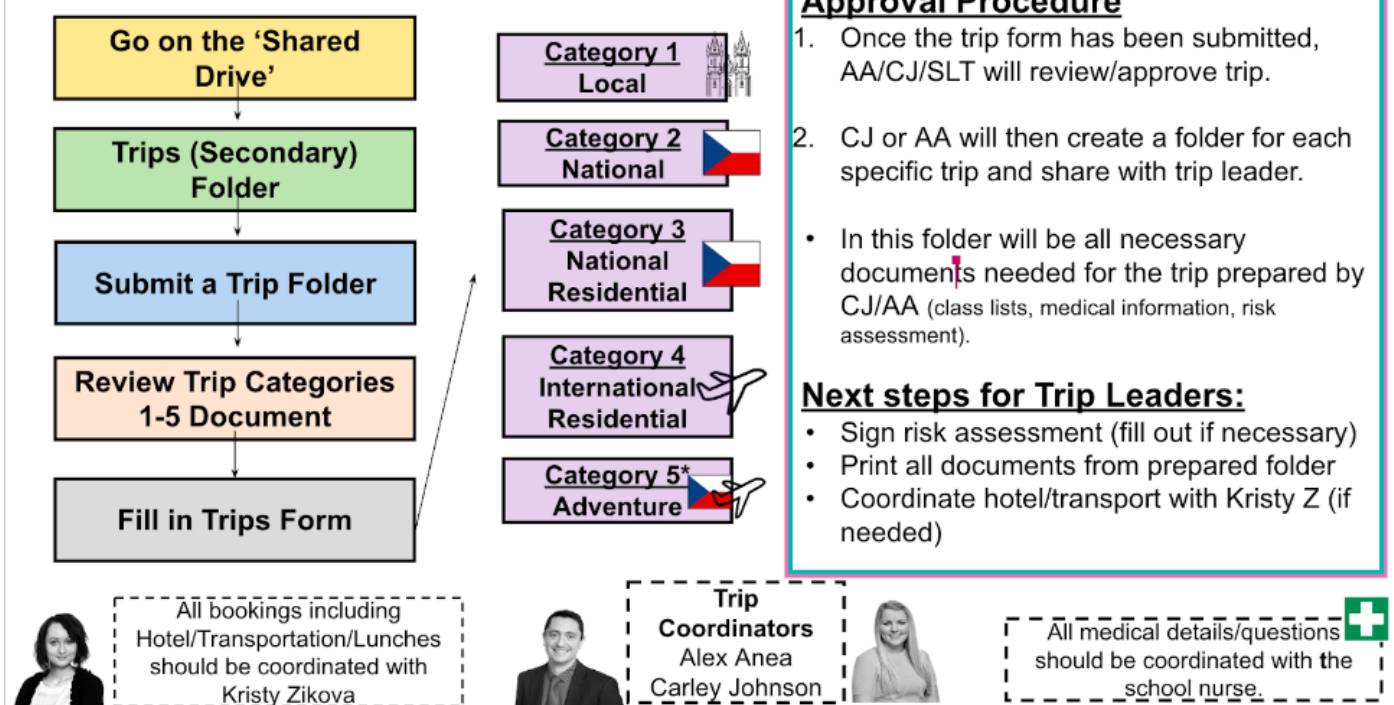 Go on the ‘Shared
Drive’
Trips (Secondary)
Folder
Submit a Trip Folder
Review Trip Categories
1-5 Document
Fill in Trips Form
Category 1
Local
Category 2
National
Category 3
National
Residential
Category 4
International
Residential
Category 5*
Adventure
Approval Procedure
1. Once the trip form has been submitted,
AA/CJ/SLT will review/approve trip.
2. CJ or AA will then create a folder for each
specific trip and share with trip leader.
• In this folder will be all necessary
documents needed for the trip prepared by
CJ/AA (class lists, medical information, risk
assessment).
Next steps for Trip Leaders:
• Sign risk assessment (fill out if necessary)
• Print all documents from prepared folder
• Coordinate hotel/transport with Kristy Z (if
needed)
All bookings including
Hotel/Transportation/Lunches
should be coordinated with
Kristy Zikova
Trip
Coordinators
Alex Anea
Carley Johnson
All medical details/questions
should be coordinated with the
school nurse.